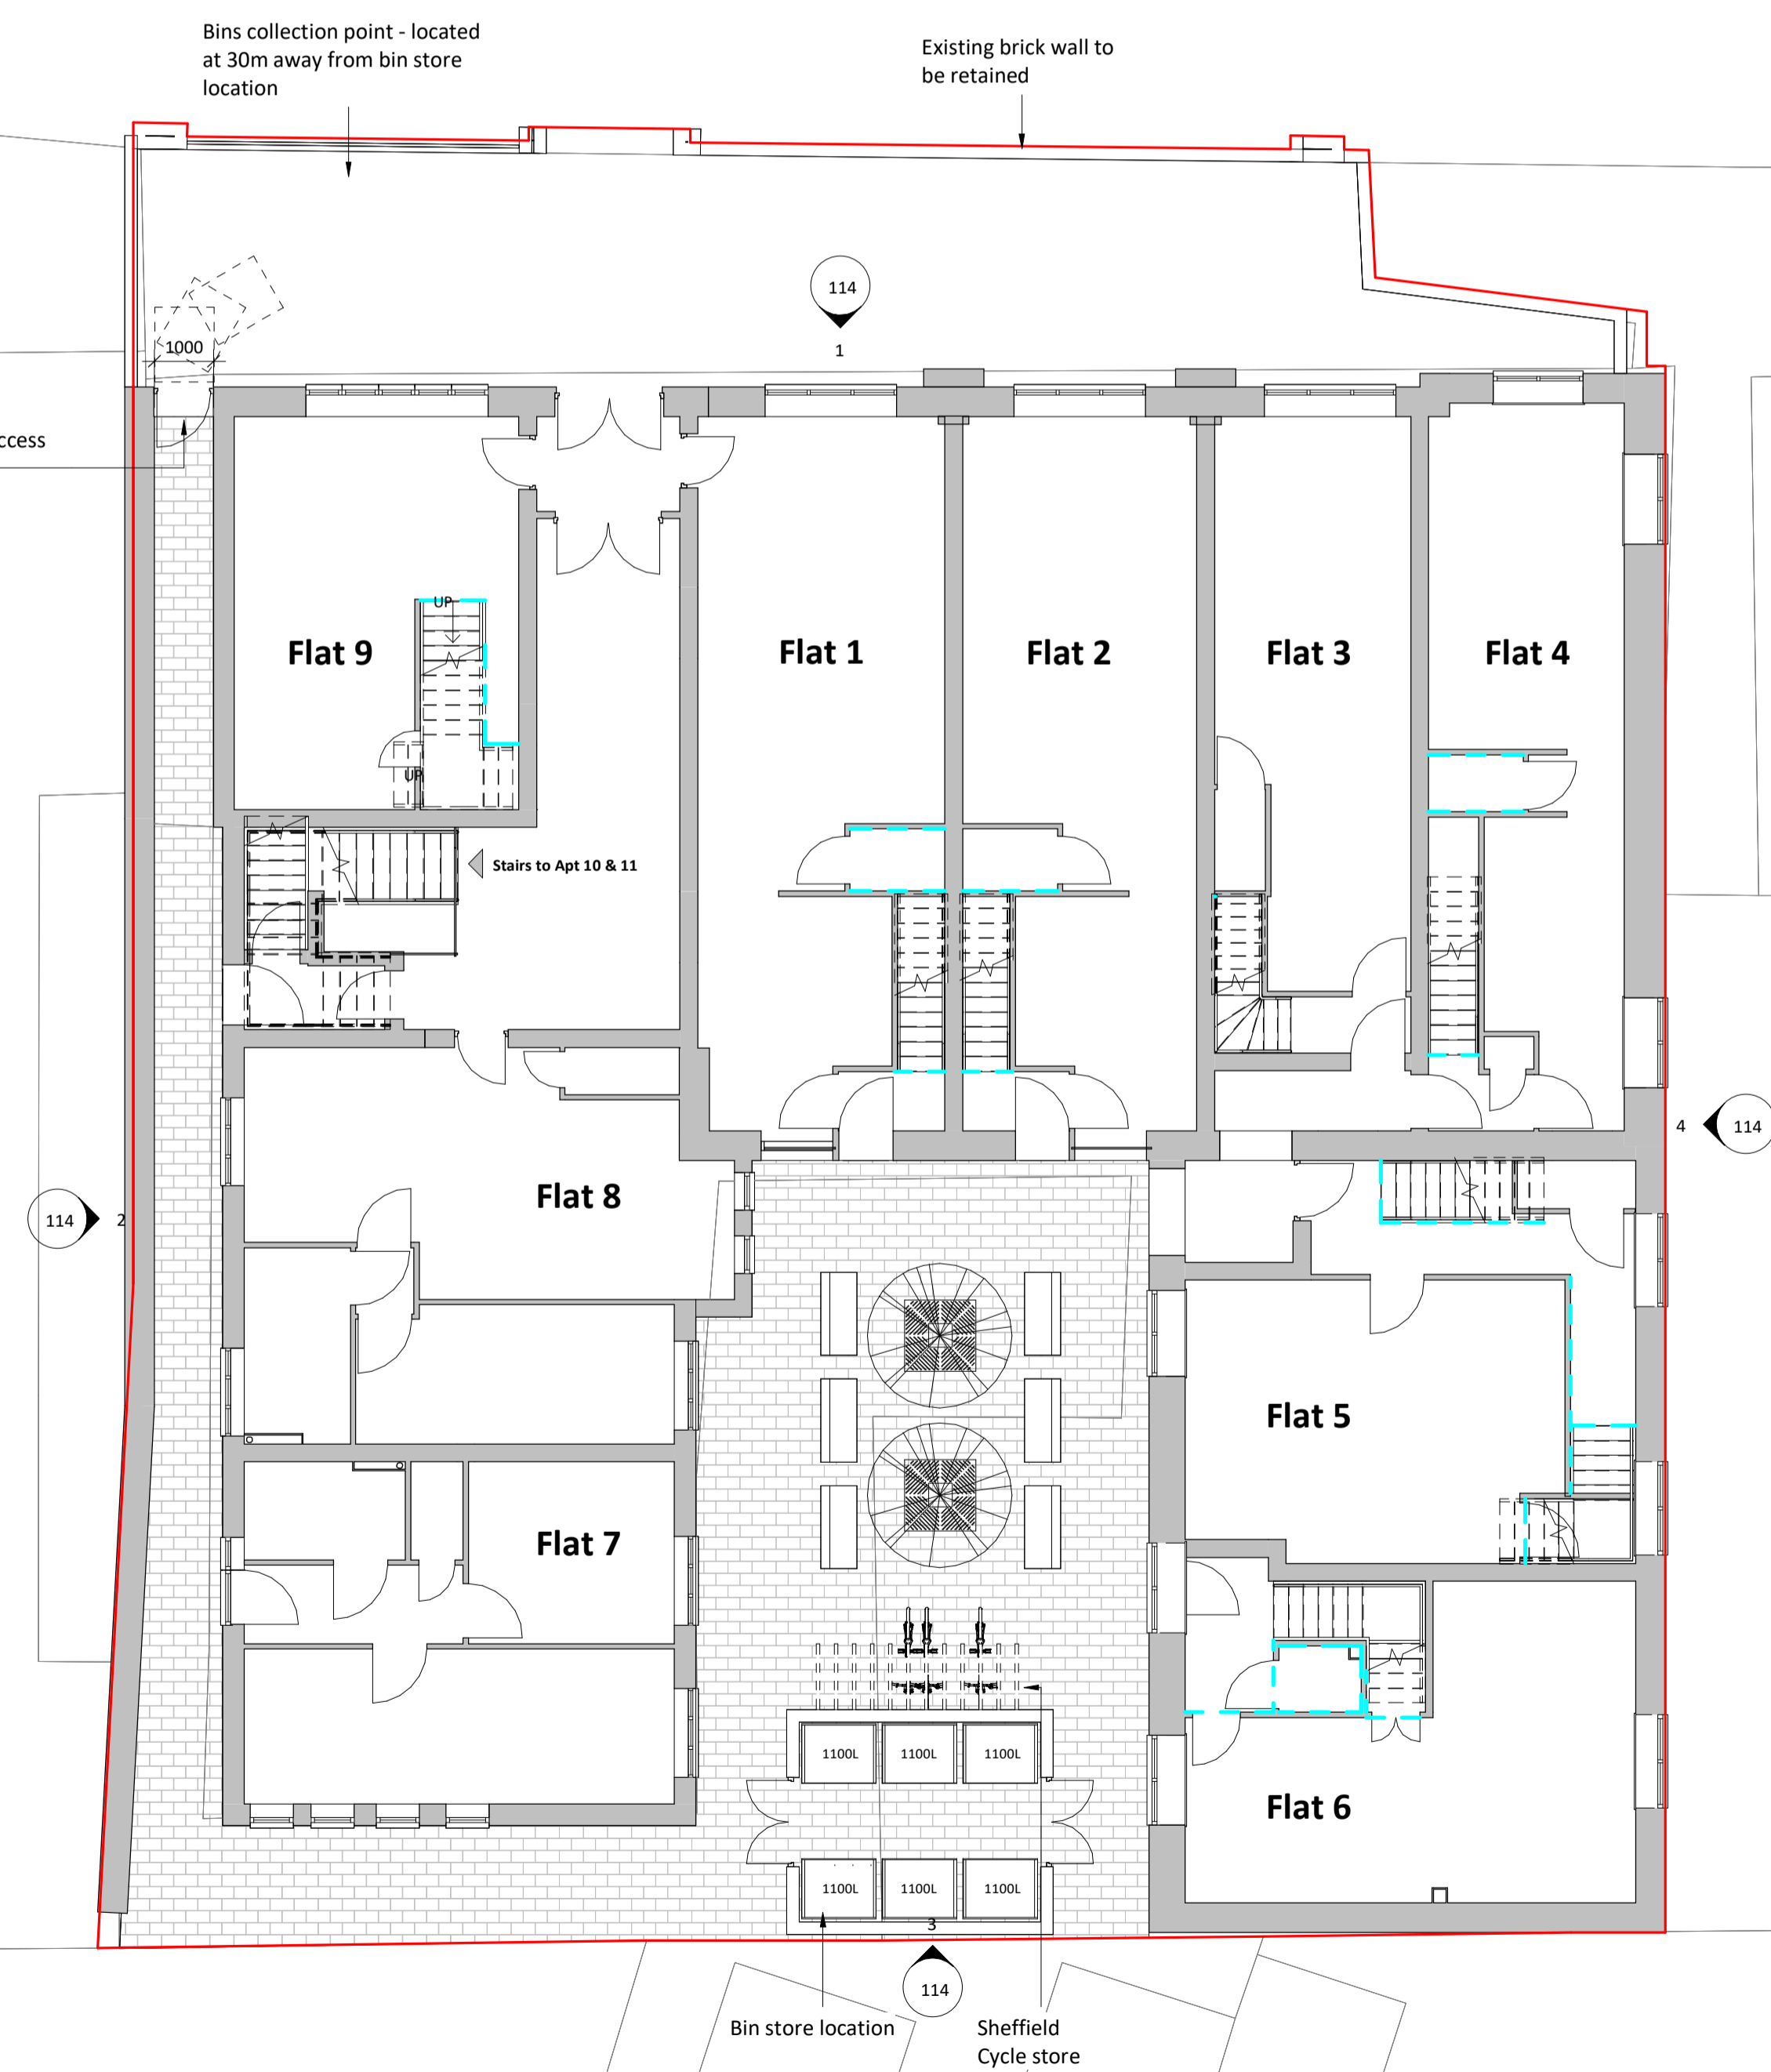 Bins collection point - located
at 30m away from bin store
location
Existing brick wall to
be retained
114
1
1000
ccess
UP
Flat 9
Flat 1
Flat 2
Flat 3
Flat 4
UP
Stairs to Apt 10 & 11
4
114
114
2
Flat 8
Flat 5
Flat 7
1100L
1100L
1100L
Flat 6
1100L
1100L
1100L
3
114
Bin store location
Sheffield
Cycle store